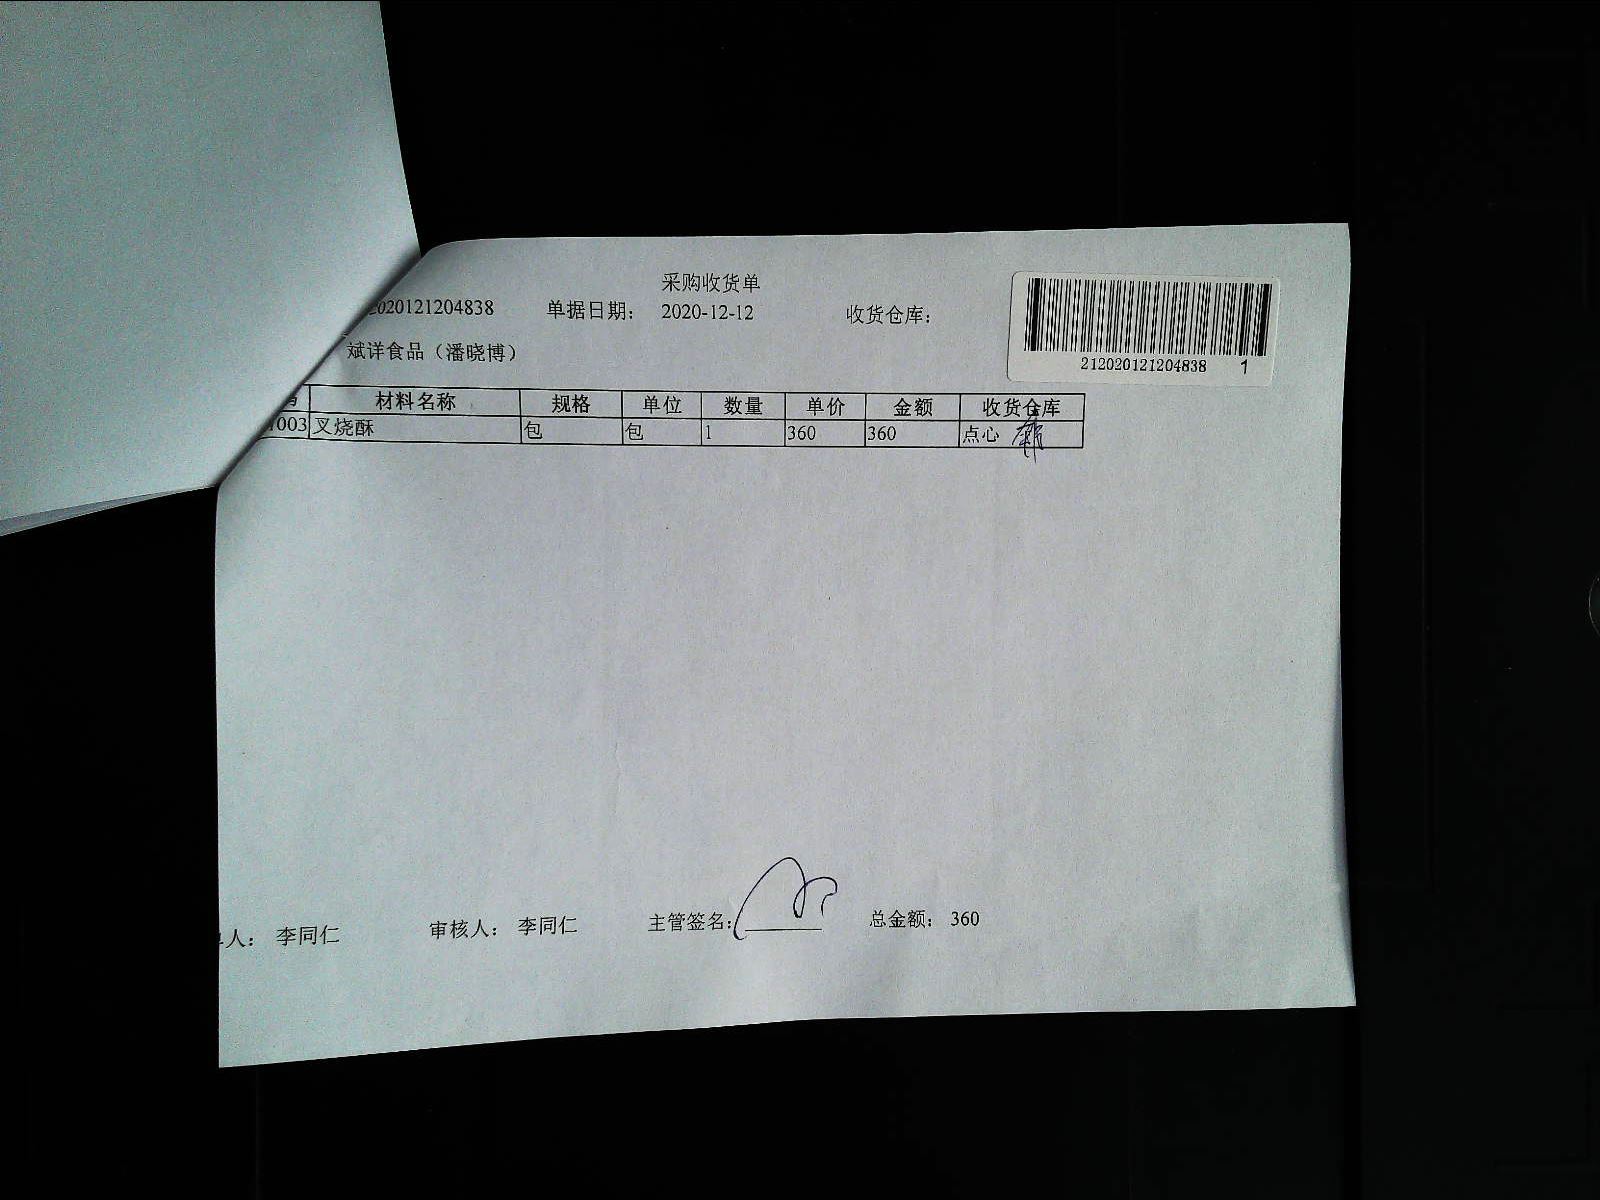 采购收货单
2020121204838 单据日期： 2020-12-12 收货仓库：
212020121204838 1
斌洋食品（潘晓博）
材料名称 规格 单位 数量 单价 金额 收货仓库
003 叉烧酥 包 包 1 360 360 点心
人： 李同仁 审核人： 李同仁 主管签名： 总金额： 360